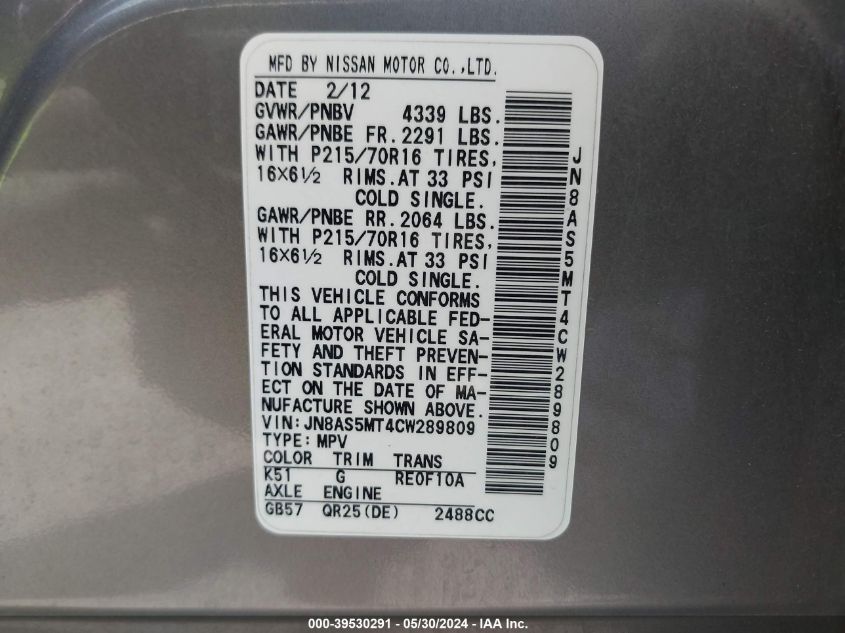 MFD BY NISSAN MOTOR CO.,LTD.
DATE 2/12
GVWR/PNBV 4339 LBS.
GAWR/PNBE FR. 2291 LBS.
WITH P215/70R16 TIRES,
16X6½ RIMS. AT 33 PSI
COLD SINGLE.
GAWR/PNBE RR. 2064 LBS.
WITH P215/70R16 TIRES,
16X6½ RIMS. AT 33 PSI
COLD SINGLE.
THIS VEHICLE CONFORMS
TO ALL APPLICABLE FED-
ERAL MOTOR VEHICLE SA-
FETY AND THEFT PREVEN-
TION STANDARDS IN EFF-
ECT ON THE DATE OF MA-
NUFACTURE SHOWN ABOVE.
VIN: JN8AS5MT4CW289809
TYPE: MPV
COLOR TRIM TRANS
K51 G RE0F10A
AXLE ENGINE
GB57 QR25(DE) 2488CC
JN8AS5MT4CW289809
000-39530291 - 05/30/2024 - IAA Inc.